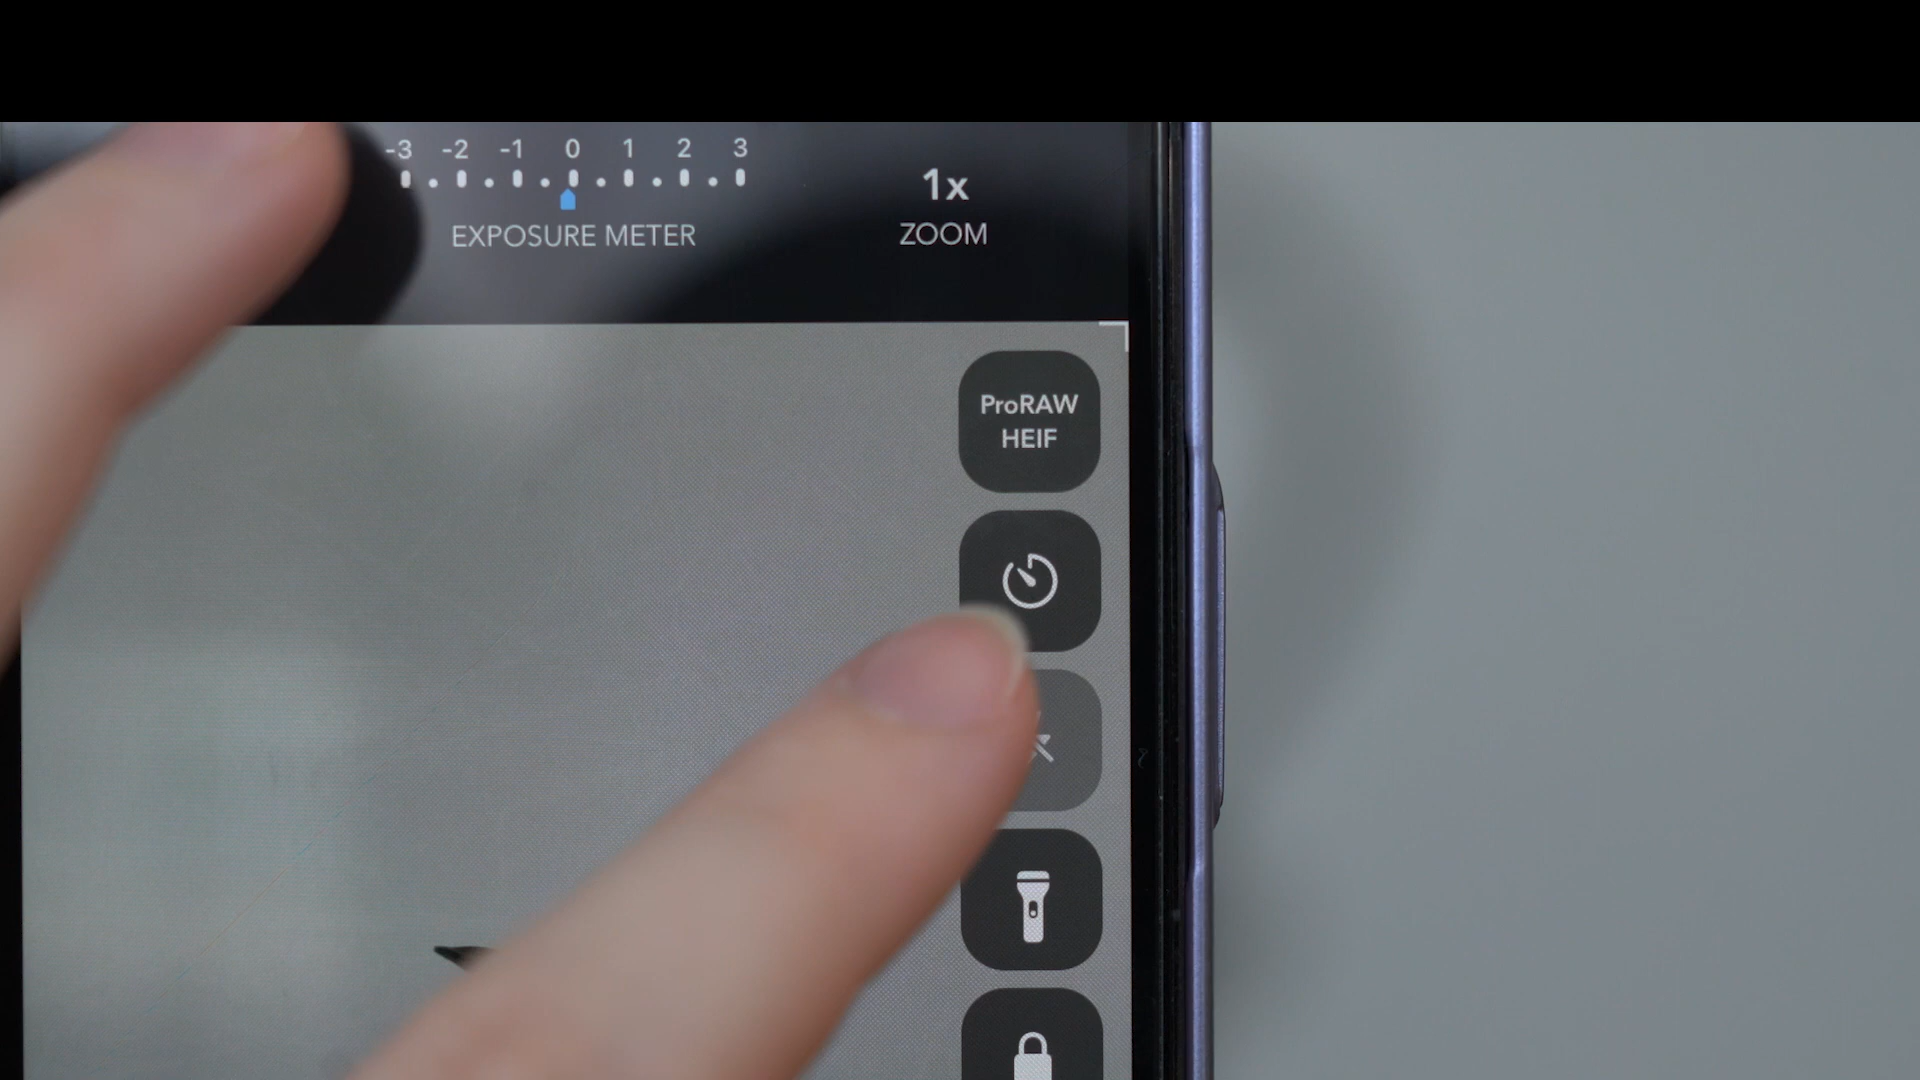 -3 -2 -1 0 1 2 3
EXPOSURE METER
1x
ZOOM
ProRAW
HEIF